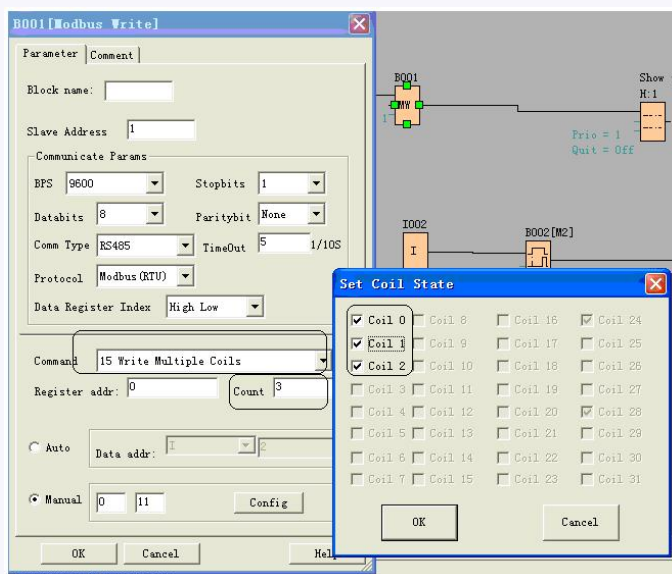 B001[Modbus Write]
Parameter
Comment
Block name:
Slave Address 1
Communicate Params
BPS 9600 Stopbits 1
Databits 8 Paritybit None
Comm Type RS485 TimeOut 5 1/10S
Protocol Modbus(RTU)
Data Register Index High Low
Command 15 Write Multiple Coils
Register addr: 0 Count 3
Auto Data addr: I 2
Manual 0 11 Config
OK Cancel Help
B001
MW
1
Show
H:1
Prio = 1
Quit = Off
I002
I
B002[M2]
Set Coil State
Coil 0 Coil 8 Coil 16 Coil 24
Coil 1 Coil 9 Coil 17 Coil 25
Coil 2 Coil 10 Coil 18 Coil 26
Coil 3 Coil 11 Coil 19 Coil 27
Coil 4 Coil 12 Coil 20 Coil 28
Coil 5 Coil 13 Coil 21 Coil 29
Coil 6 Coil 14 Coil 22 Coil 30
Coil 7 Coil 15 Coil 23 Coil 31
OK Cancel